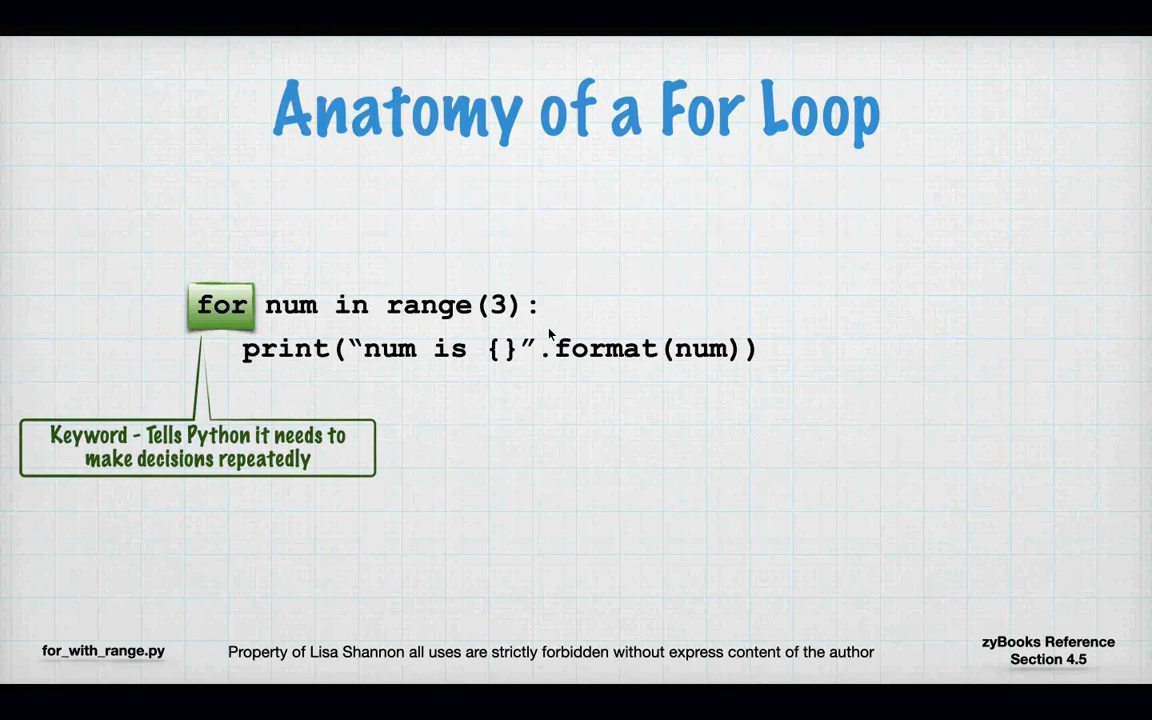 Anatomy of a For Loop
for num in range(3):
print(“num is {}”.format(num))
Keyword - Tells Python it needs to
make decisions repeatedly
for_with_range.py
Property of Lisa Shannon all uses are strictly forbidden without express content of the author
zyBooks Reference
Section 4.5